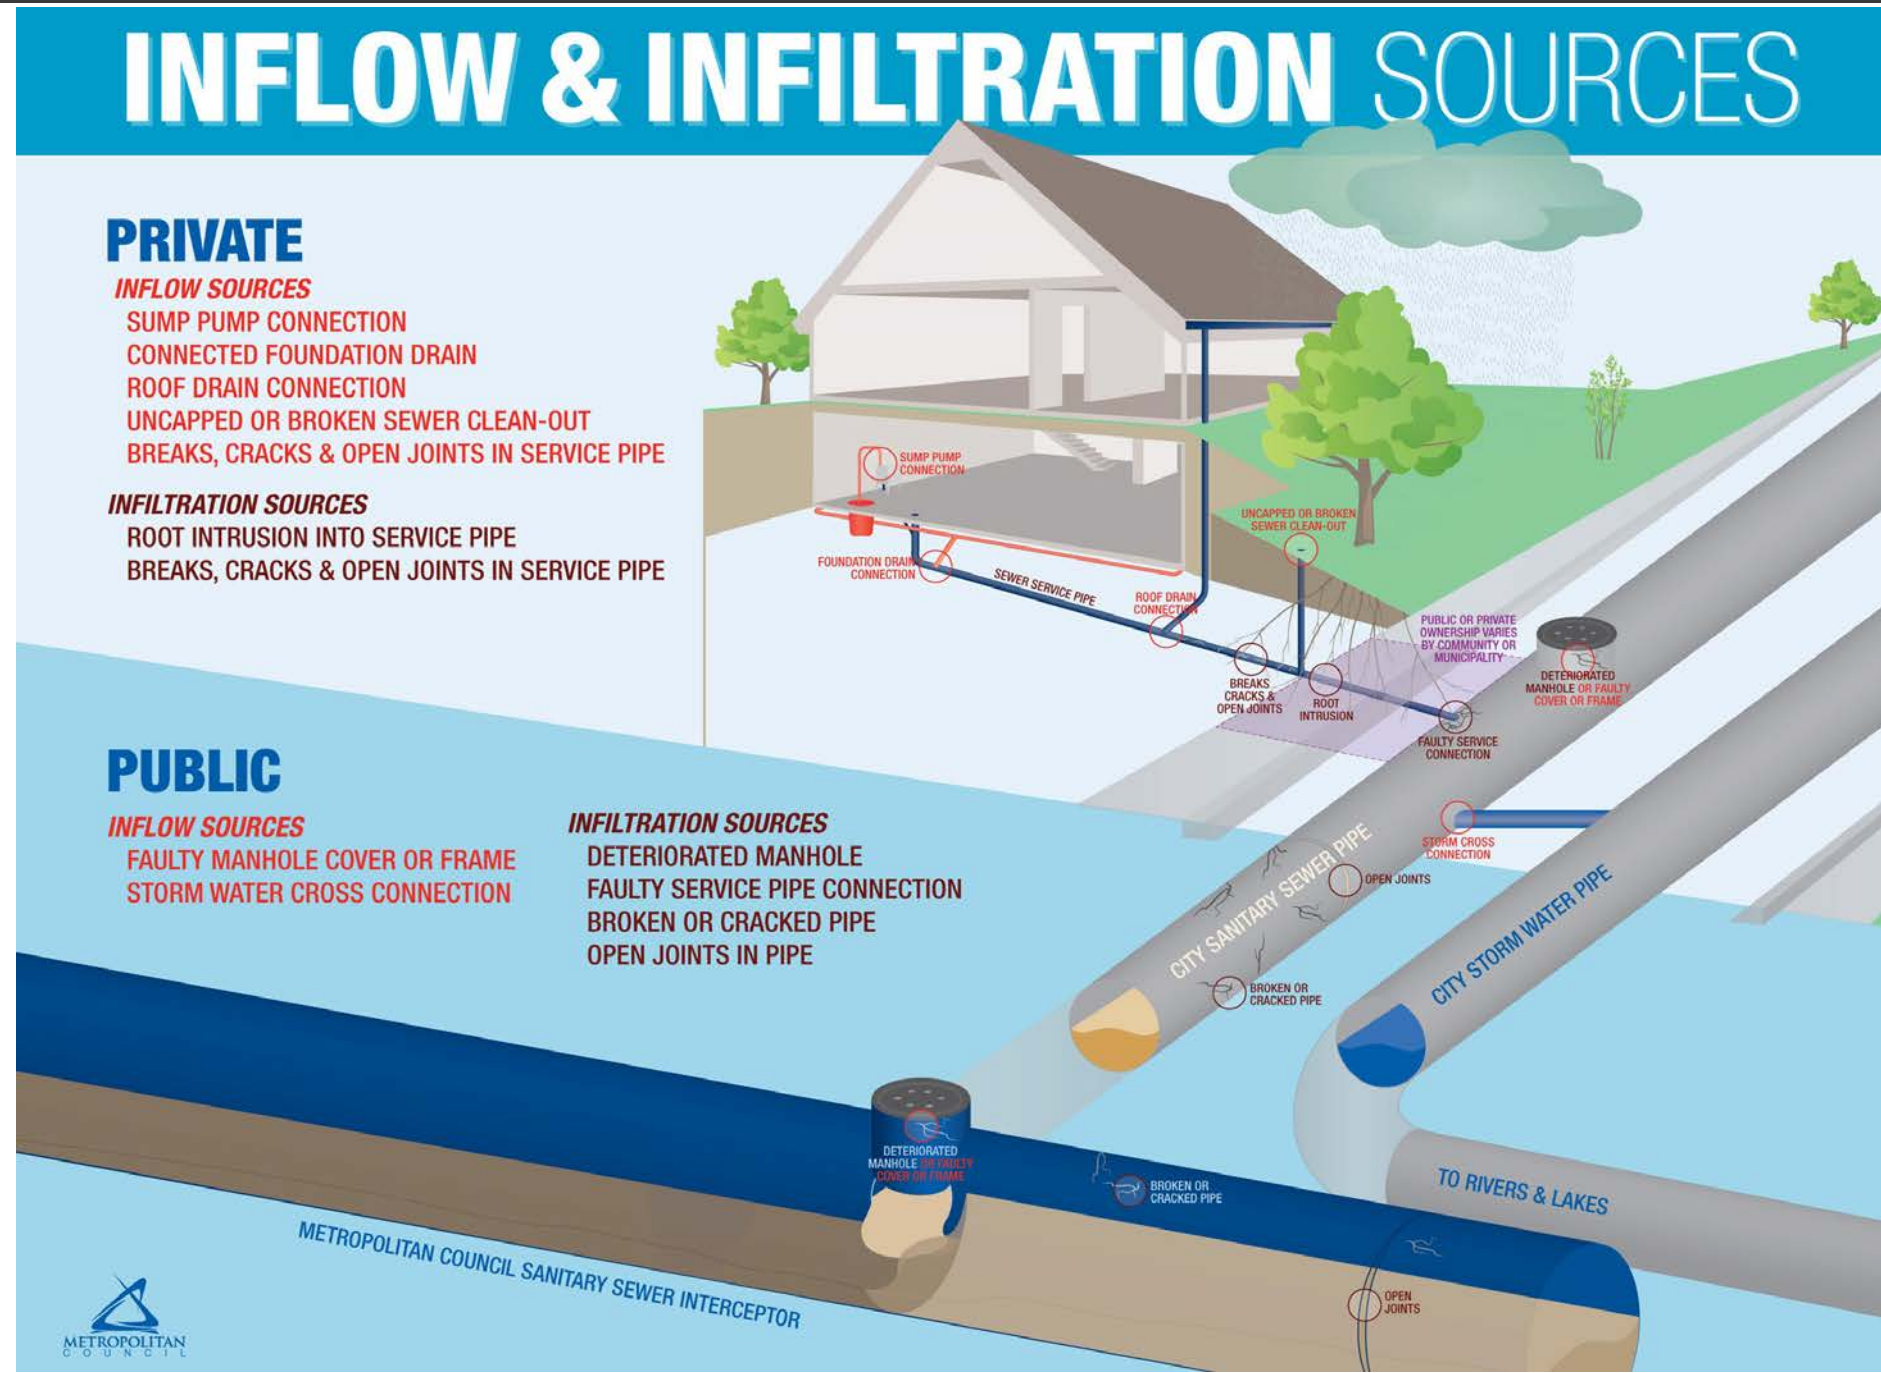 INFLOW & INFILTRATION SOURCES
PRIVATE
INFLOW SOURCES
SUMP PUMP CONNECTION
CONNECTED FOUNDATION DRAIN
ROOF DRAIN CONNECTION
UNCAPPED OR BROKEN SEWER CLEAN-OUT
BREAKS, CRACKS & OPEN JOINTS IN SERVICE PIPE
INFILTRATION SOURCES
ROOT INTRUSION INTO SERVICE PIPE
BREAKS, CRACKS & OPEN JOINTS IN SERVICE PIPE
SUMP PUMP
CONNECTION
UNCAPPED OR BROKEN
SEWER CLEAN-OUT
FOUNDATION DRAIN
CONNECTION
SEWER SERVICE PIPE
ROOF DRAIN
CONNECTION
PUBLIC OR PRIVATE
OWNERSHIP VARIES
BY COMMUNITY OR
MUNICIPALITY
BREAKS
CRACKS &
OPEN JOINTS
ROOT
INTRUSION
DETERIORATED
MANHOLE OR FAULTY
COVER OR FRAME
FAULTY SERVICE
CONNECTION
PUBLIC
INFLOW SOURCES
FAULTY MANHOLE COVER OR FRAME
STORM WATER CROSS CONNECTION
INFILTRATION SOURCES
DETERIORATED MANHOLE
FAULTY SERVICE PIPE CONNECTION
BROKEN OR CRACKED PIPE
OPEN JOINTS IN PIPE
STORM CROSS
CONNECTION
OPEN JOINTS
CITY SANITARY SEWER PIPE
CITY STORM WATER PIPE
BROKEN OR
CRACKED PIPE
DETERIORATED
MANHOLE OR FAULTY
COVER OR FRAME
BROKEN OR
CRACKED PIPE
TO RIVERS & LAKES
METROPOLITAN COUNCIL SANITARY SEWER INTERCEPTOR
OPEN
JOINTS
METROPOLITAN
COUNCIL